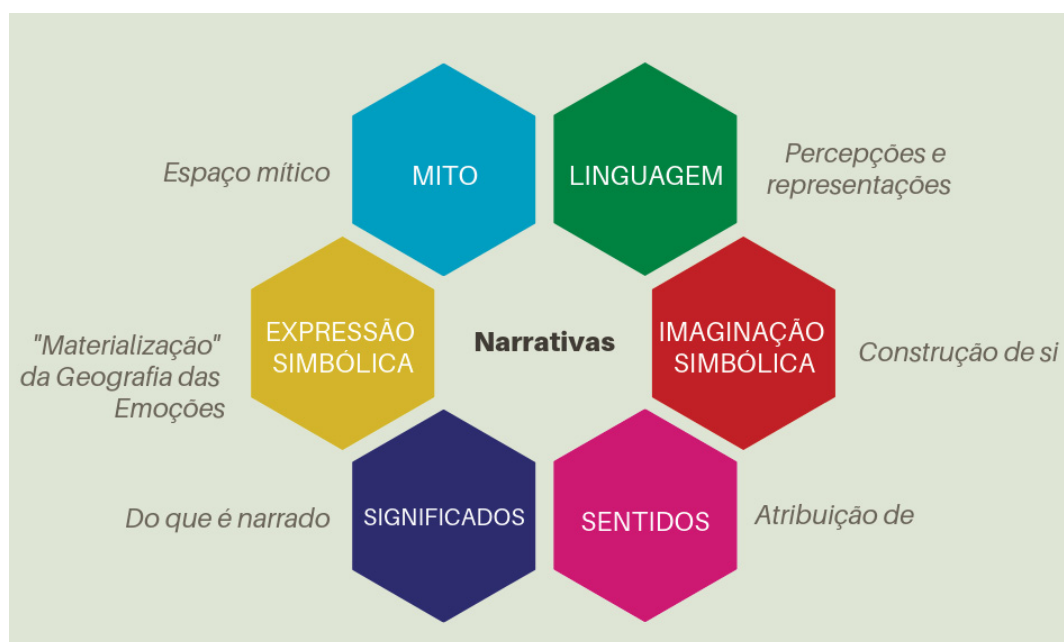 Espaço mítico
MITO
LINGUAGEM
Percepções e
representações
"Materialização"
da Geografia das
Emoções
EXPRESSÃO
SIMBÓLICA
Narrativas
IMAGINAÇÃO
SIMBÓLICA
Construção de si
Do que é narrado
SIGNIFICADOS
SENTIDOS
Atribuição de